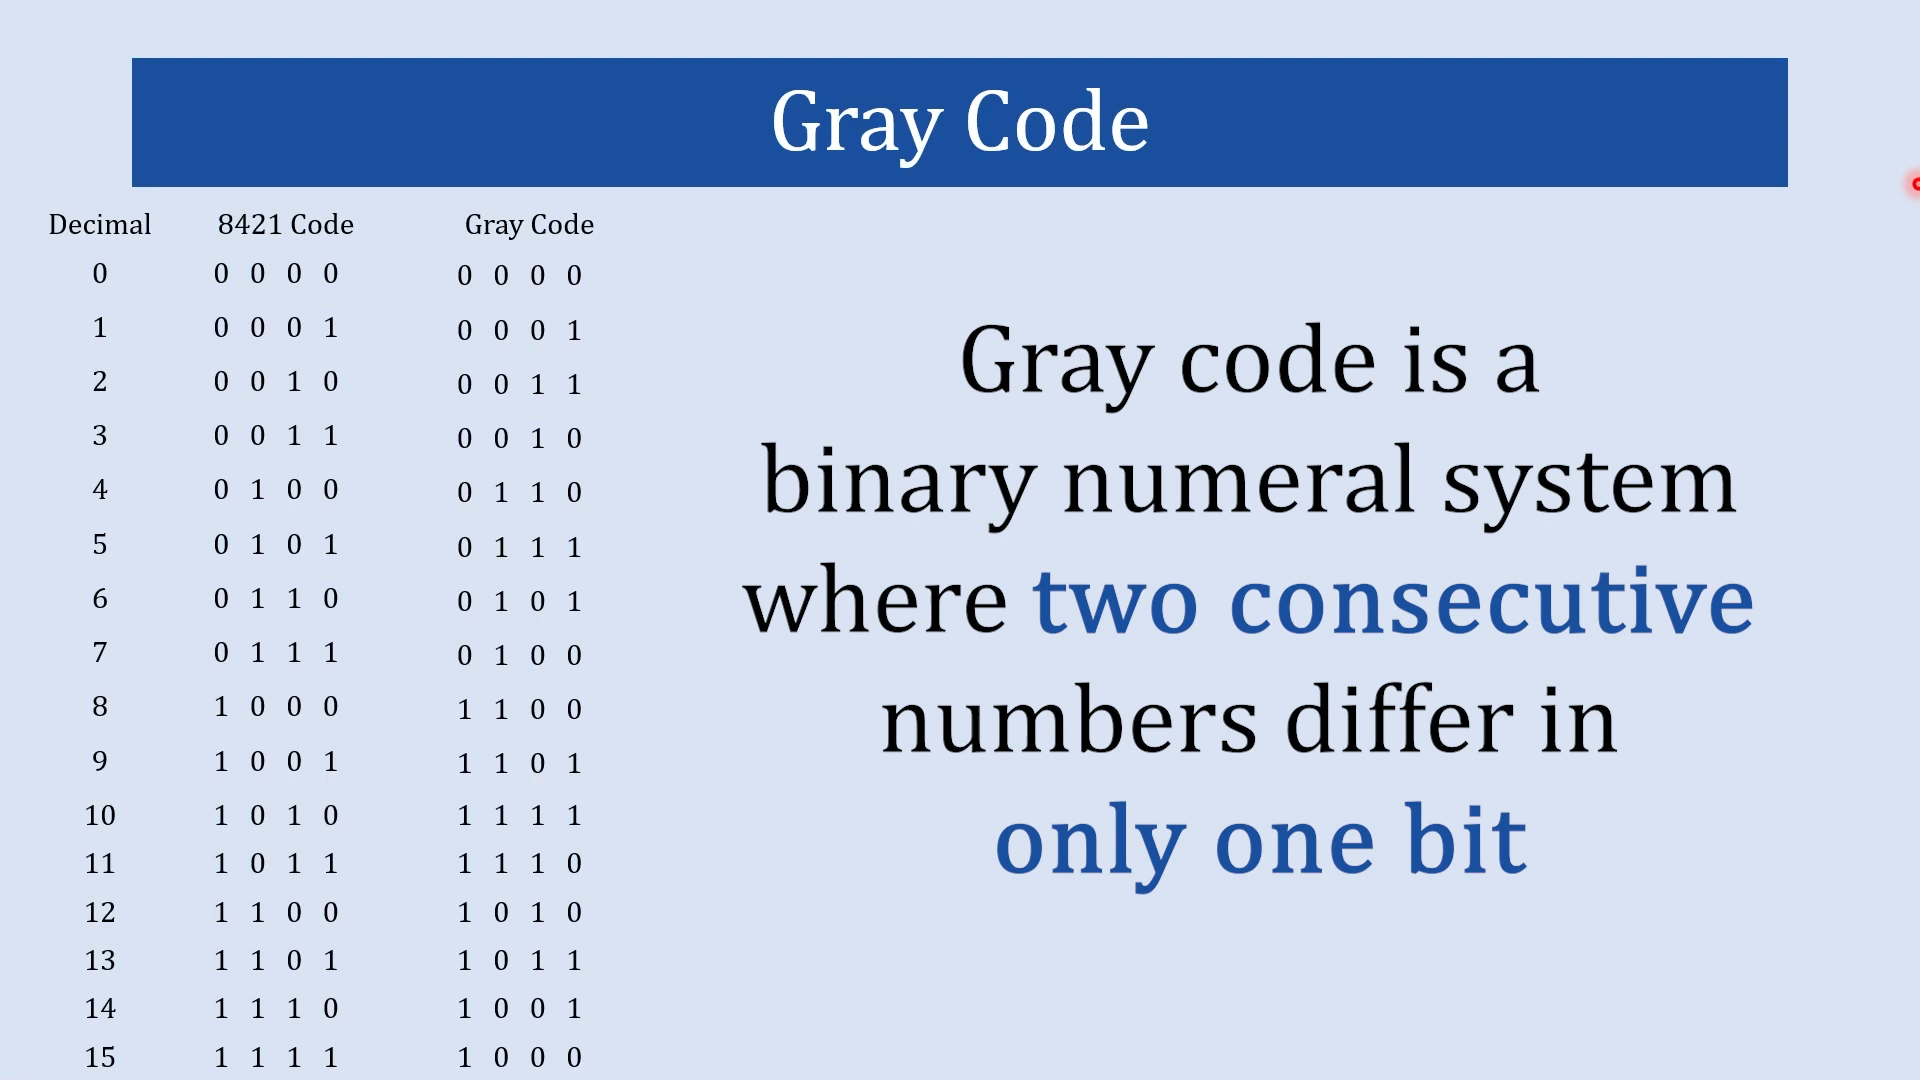 Gray Code
Decimal 8421 Code Gray Code
0 0 0 0 0 0 0 0 0
1 0 0 0 1 0 0 0 1
2 0 0 1 0 0 0 1 1
3 0 0 1 1 0 0 1 0
4 0 1 0 0 0 1 1 0
5 0 1 0 1 0 1 1 1
6 0 1 1 0 0 1 0 1
7 0 1 1 1 0 1 0 0
8 1 0 0 0 1 1 0 0
9 1 0 0 1 1 1 0 1
10 1 0 1 0 1 1 1 1
11 1 0 1 1 1 1 1 0
12 1 1 0 0 1 0 1 0
13 1 1 0 1 1 0 1 1
14 1 1 1 0 1 0 0 1
15 1 1 1 1 1 0 0 0
Gray code is a
binary numeral system
where two consecutive
numbers differ in
only one bit